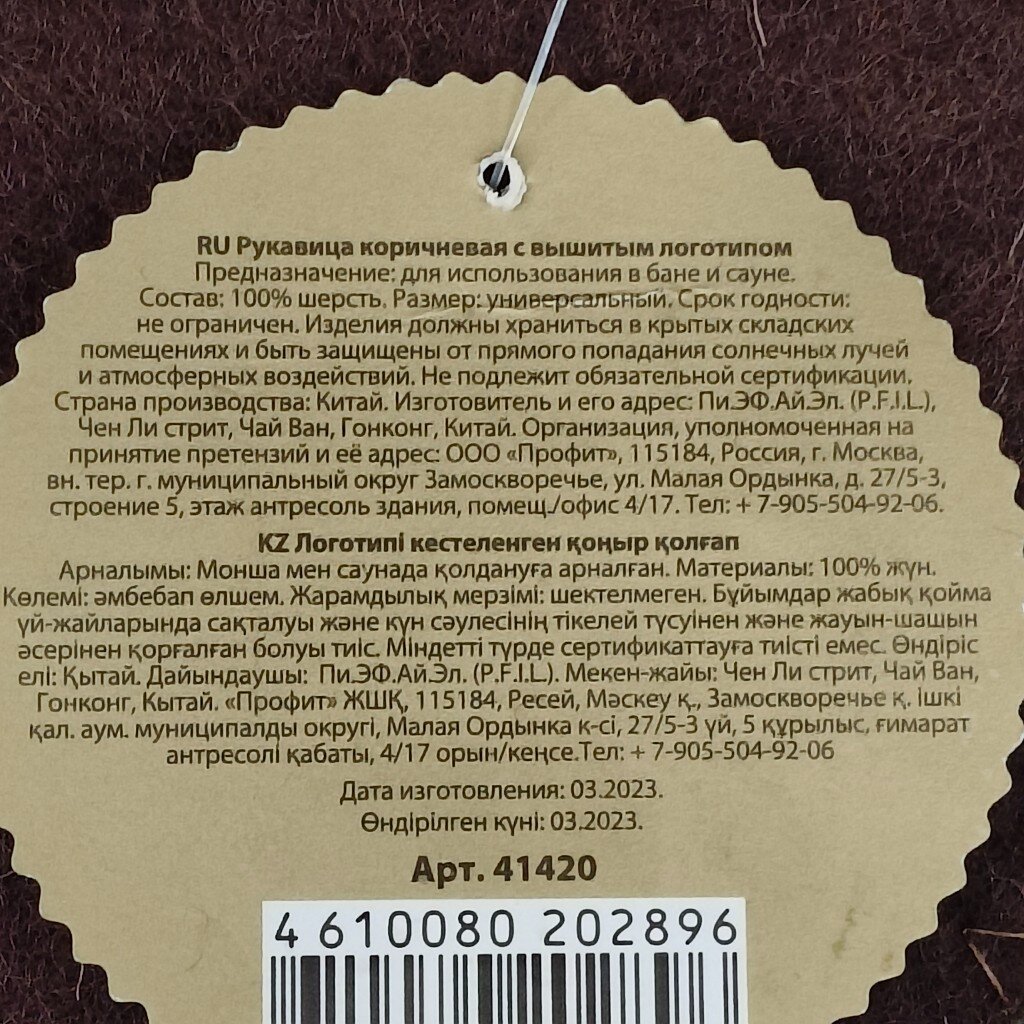 RU Рукавица коричневая с вышитым логотипом
Предназначение: для использования в бане и сауне.
Состав: 100% шерсть. Размер: универсальный. Срок годности:
не ограничен. Изделия должны храниться в крытых складских
помещениях и быть защищены от прямого попадания солнечных лучей
и атмосферных воздействий. Не подлежит обязательной сертификации.
Страна производства: Китай. Изготовитель и его адрес: Пи.ЭФ.Ай.Эл. (P.F.I.L.),
Чен Ли стрит, Чай Ван, Гонконг, Китай. Организация, уполномоченная на
принятие претензий и её адрес: ООО «Профит», 115184, Россия, г. Москва,
вн. тер. г. муниципальный округ Замоскворечье, ул. Малая Ордынка, д. 27/5-3,
строение 5, этаж антресоль здания, помещ./офис 4/17. Тел: + 7-905-504-92-06.
KZ Логотипі кестеленген қоңыр қолғап
Арналымы: Монша мен саунада қолдануға арналған. Материалы: 100% жүн.
Көлемі: әмбебап өлшем. Жарамдылық мерзімі: шектелмеген. Бұйымдар жабық қойма
үй-жайларында сақталуы және күн сәулесінің тікелей түсуінен және жауын-шашын
әсерінен қорғалған болуы тиіс. Міндетті түрде сертификаттауға тиісті емес. Өндіріс
елі: Қытай. Дайындаушы: Пи.ЭФ.Ай.Эл. (P.F.I.L.). Мекен-жайы: Чен Ли стрит, Чай Ван,
Гонконг, Кытай. «Профит» ЖШҚ, 115184, Ресей, Мәскеу қ., Замоскворечье қ. ішкі
қал. аум. муниципалды округі, Малая Ордынка к-сі, 27/5-3 үй, 5 құрылыс, ғимарат
антресолі қабаты, 4/17 орын/кеңсе.Тел: + 7-905-504-92-06
Дата изготовления: 03.2023.
Өндірілген күні: 03.2023.
Арт. 41420
4 610080 202896